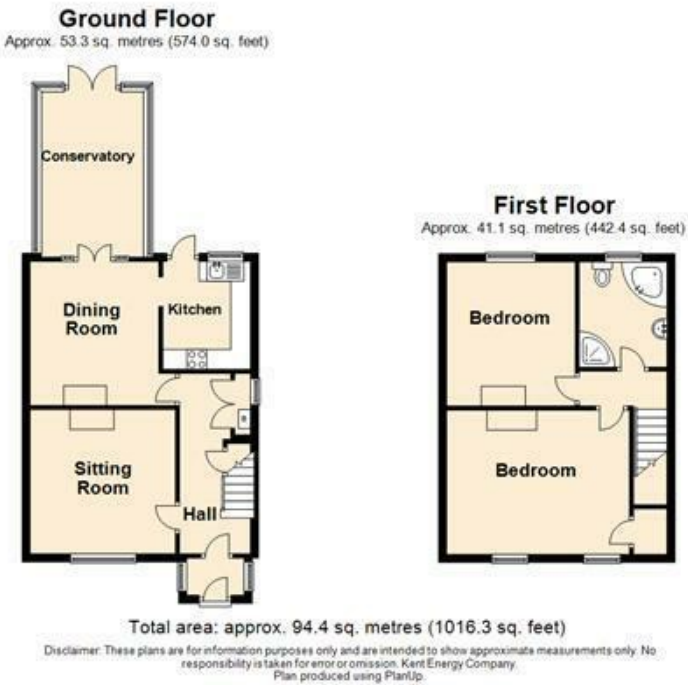 Ground Floor
Approx. 53.3 sq. metres (574.0 sq. feet)
Conservatory
Dining
Room
Kitchen
Sitting
Room
Hall
First Floor
Approx. 41.1 sq. metres (442.4 sq. feet)
Bedroom
Bedroom
Total area: approx. 94.4 sq. metres (1016.3 sq. feet)
Disclaimer: These plans are for information purposes only and are intended to show approximate measurements only. No
responsibility is taken for error or omission. Kent Energy Company.
Plan produced using PlanUp.